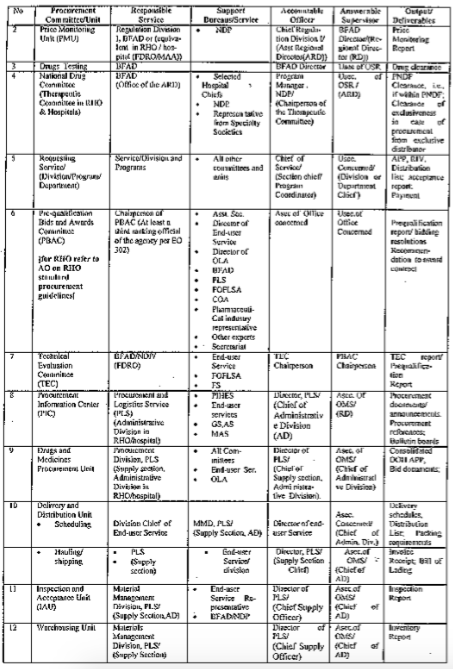 No
Procurement Committee/Unit
Responsible Service
Support Bureaus/Service
Accountable Officer
Answerable Supervisor
Output/ Deliverables
2
Price Monitoring Unit (PMU)
Regulation Division I, BFAD or (equivalent in RHO / hospital (FDRO/MAA))
• NDP
Chief Regulation Division I/ (Asst Regional Director(ARD))
BFAD Director/(Regional Director (RD))
Price Monitoring Report
3
Drugs Testing
BFAD
BFAD Director
Usec of OSR
Drug clearance
4
National Drug Committee (Therapeutic Committee in RHO & Hospitals)
BFAD (Office of the ARD)
• Selected Hospital Chiefs
• NDP
• Representative from Specialty Societies
Program Manager, NDP/ (Chairperson of the Therapeutic Committee)
Usec. of OSR / (ARD)
PNDF Clearance, i.e., if within PNDF; Clearance of exclusiveness in case of procurement from exclusive distributor
5
Requesting Service/ (Division/Program/ Department)
Service/Division and Programs
• All other committees and units
Chief of Service/ (Section chief/ Program Coordinator)
Usec. Concerned/ (Division or Department Chief)
Distribution list; acceptance report; Payment
6
Pre-qualification Bids and Awards Committee (PBAC)
[for RHO refer to AO on RHO standard procurement guidelines]
Chairperson of PBAC (At least a third ranking official of the agency per EO 302)
• Asst. Sec.
• Director of End-user Service
• Director of OLA
• BFAD
• PLS
• FOFLSA
• COA
• Pharmaceutical industry representative
• Other experts
• Secretariat
Asec of Office concerned
Usec. of Office Concerned
Prequalification report/ bidding resolutions Recommendation to award contract
7
Technical Evaluation Committee (TEC)
BFAD/NDP/ (FDRO)
• End-user Service
• FOFLSA
• FS
TEC Chairperson
PBAC Chairperson
TEC report/ Prequalification Report
8
Procurement Information Center (PIC)
Procurement and Logistics Service (PLS) (Administrative Division in RHO/hospital)
• PIHES
• End-user services
• GS,AS
• MAS
Director, PLS/ (Chief of Administrative Division (AD)
Asec. Of OMS/ (RD)
Procurement documents/ announcements. Procurement references; Bulletin boards
9
Drugs and Medicines Procurement Unit
Procurement Division, PLS (Supply section, Administrative Division in RHO/hospital)
• All Committees
• End-user Ser.
• OLA
Director of PLS/ (Chief of Supply section, Administrative Division).
Asec. of OMS/ (Chief of Administrative Division)
Consolidated DOH APP, Bid documents;
10
Delivery and Distribution Unit
• Scheduling
Division Chief of End-user Service
MMD, PLS/ (Supply Section, AD)
Director of end-user Service
Asec. Concerned/ (Chief of Admin. Div.)
Delivery schedules, Distribution List; Packing requirements
• Hauling/ shipping.
• PLS
• (Supply section)
• End-user Service/ division
Director, PLS/ (Supply Section Chief)
Asec.of OMS/ (Chief of AD)
Invoice Receipt; Bill of Lading
11
Inspection and Acceptance Unit (IAU)
Material Management Division, PLS/ (Supply Section,AD)
• End-user Service Representative
• BFAD/NDP
Director of PLS/ (Chief Supply Officer)
Asec.of OMS/ (Chief of AD)
Inspection Report
12
Warehousing Unit
Materials Management Division, PLS/ (Supply Section)
Director of PLS/ (Chief Supply Officer)
Asec.of OMS/ (Chief of AD)
Inventory Report